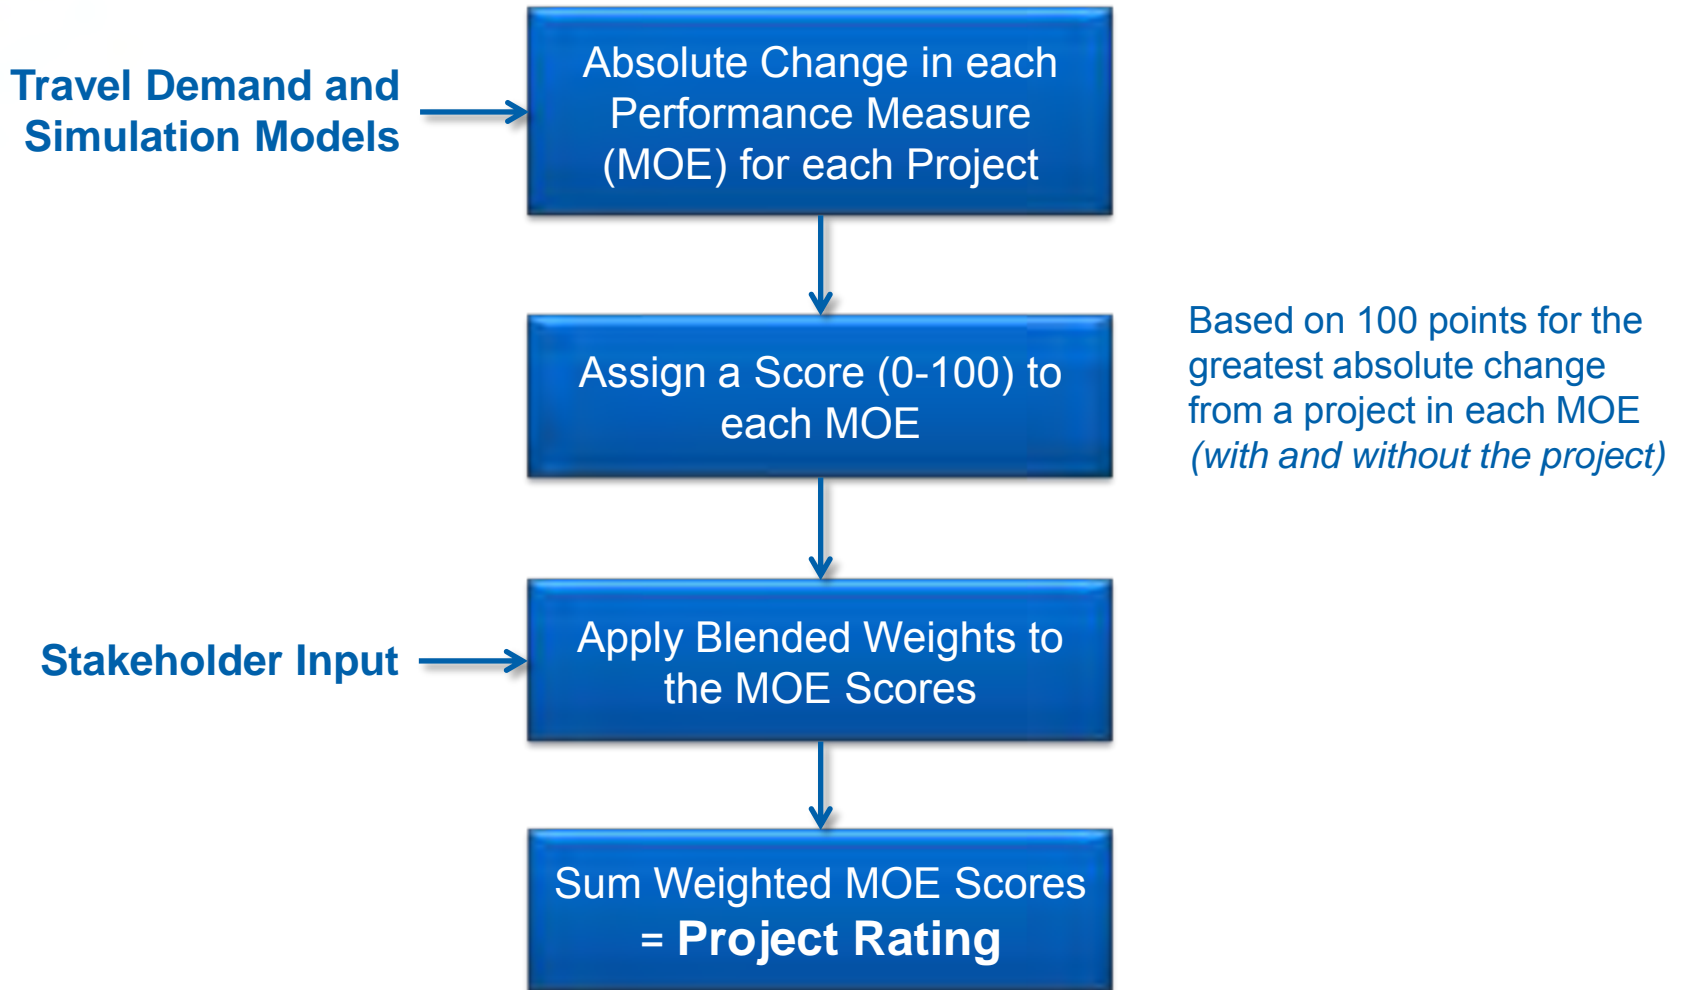 Travel Demand and
Simulation Models
Absolute Change in each
Performance Measure
(MOE) for each Project
Assign a Score (0-100) to
each MOE
Based on 100 points for the
greatest absolute change
from a project in each MOE
(with and without the project)
Stakeholder Input
Apply Blended Weights to
the MOE Scores
Sum Weighted MOE Scores
= Project Rating